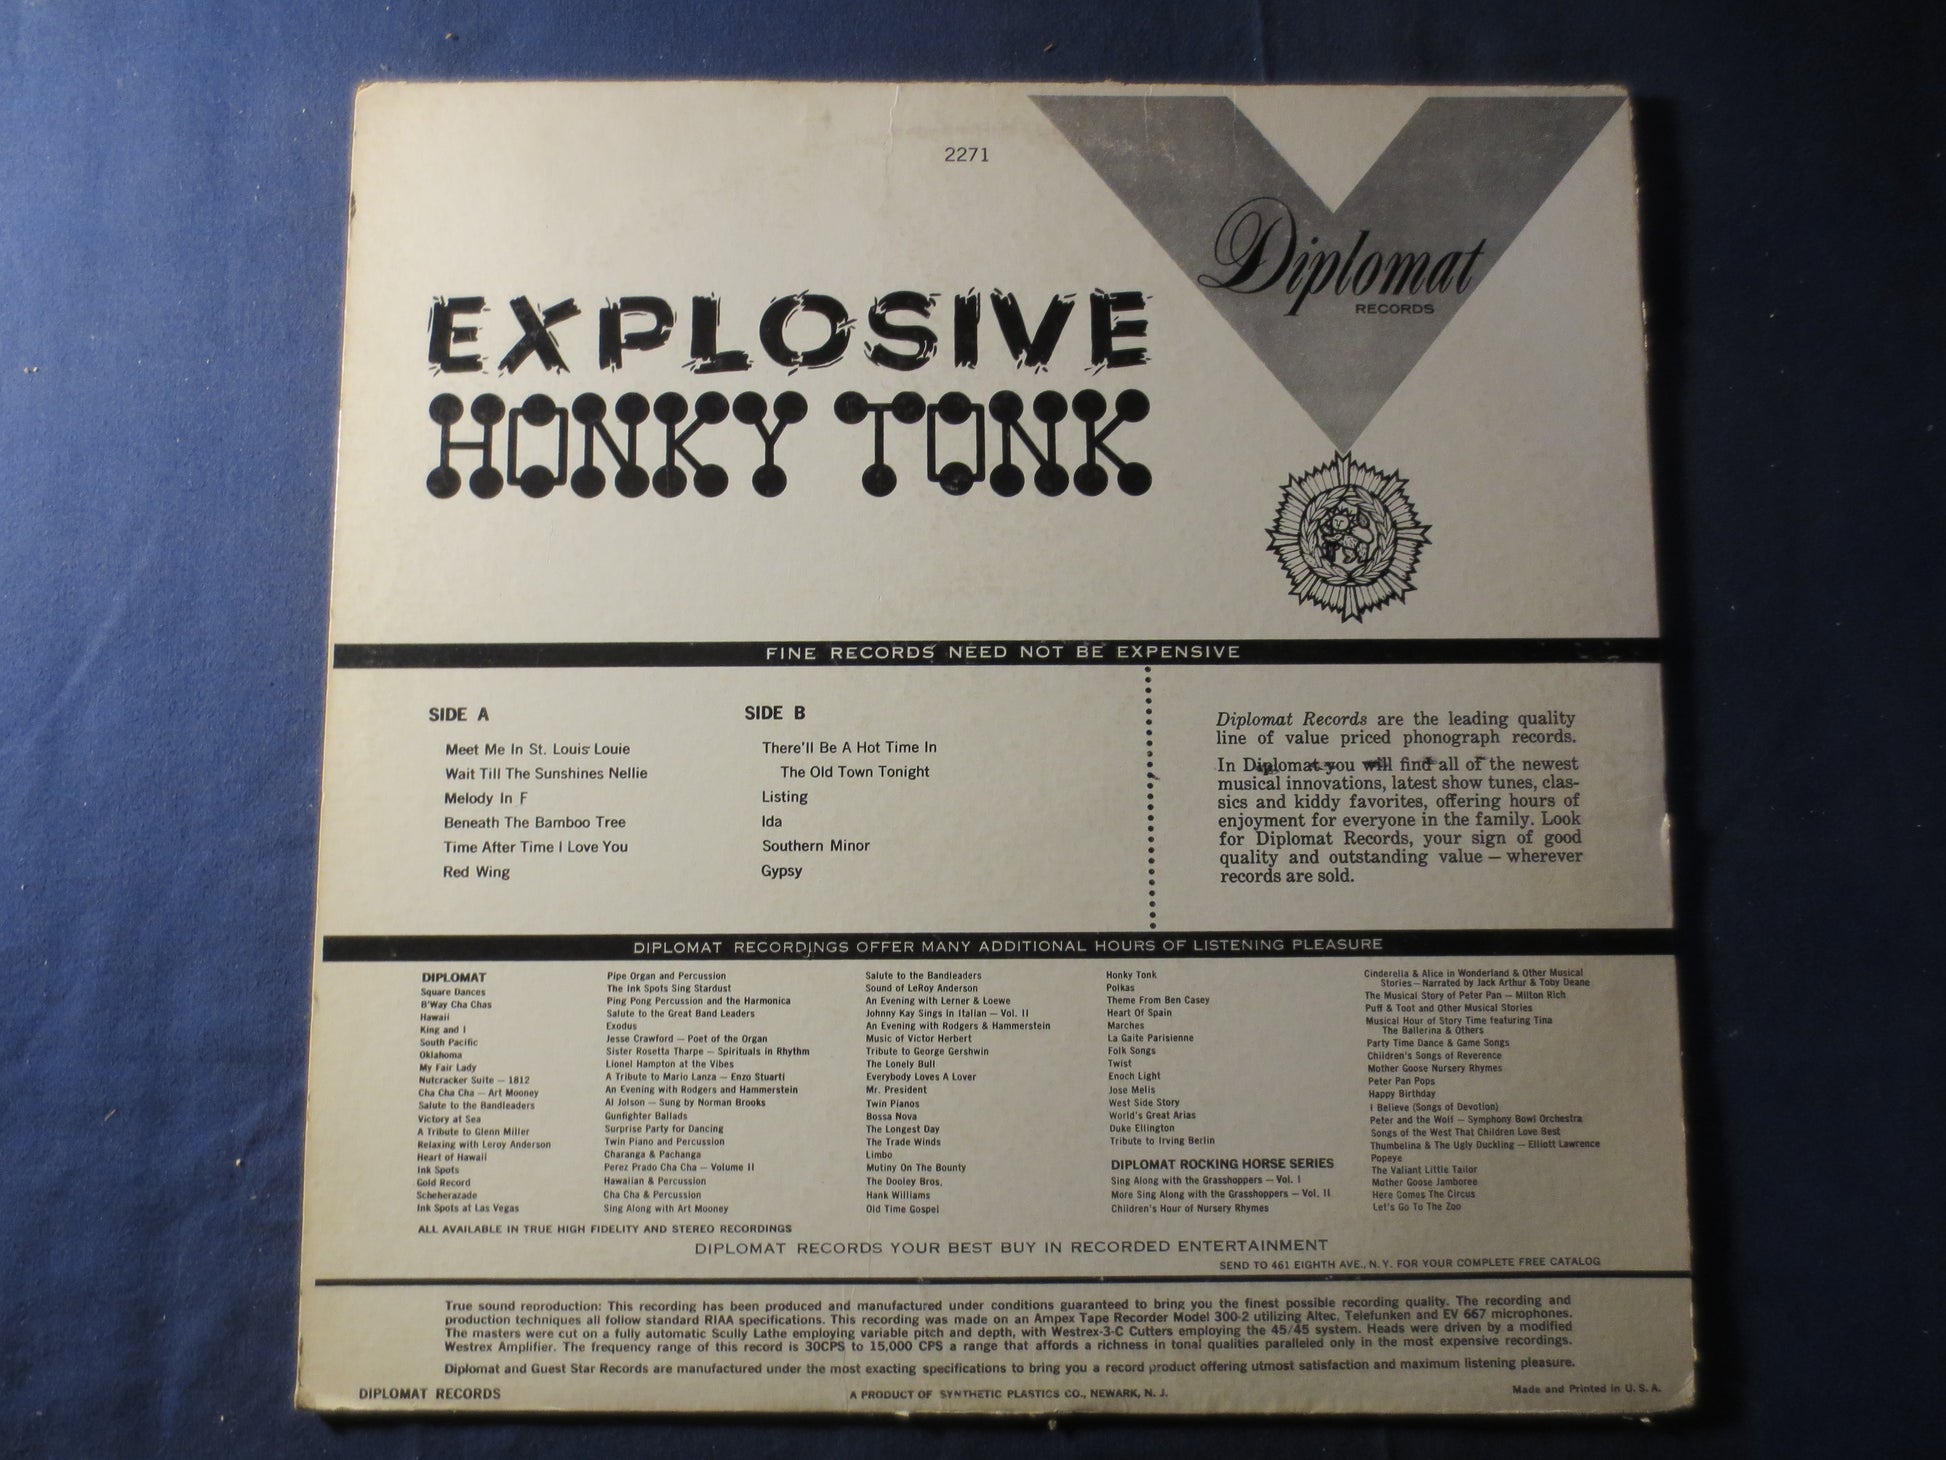 2271
Diplomat
RECORDS
EXPLOSIVE
HONKY TONK
FINE RECORDS NEED NOT BE EXPENSIVE
SIDE A
Meet Me In St. Louis Louie
Wait Till The Sunshines Nellie
Melody In F
Beneath The Bamboo Tree
Time After Time I Love You
Red Wing
SIDE B
There'll Be A Hot Time In
The Old Town Tonight
Listing
Ida
Southern Minor
Gypsy
Diplomat Records are the leading quality
line of value priced phonograph records.
In Diplomat you will find all of the newest
musical innovations, latest show tunes, clas-
sics and kiddy favorites, offering hours of
enjoyment for everyone in the family. Look
for Diplomat Records, your sign of good
quality and outstanding value — wherever
records are sold.
DIPLOMAT RECORDINGS OFFER MANY ADDITIONAL HOURS OF LISTENING PLEASURE
DIPLOMAT
Square Dances
B'Way Cha Chas
Hawaii
King and I
South Pacific
Oklahoma
My Fair Lady
Nutcracker Suite — 1812
Cha Cha Cha — Art Mooney
Salute to the Bandleaders
Victory at Sea
A Tribute to Glenn Miller
Relaxing with Leroy Anderson
Heart of Hawaii
Ink Spots
Gold Record
Scheherazade
Ink Spots at Las Vegas
Pipe Organ and Percussion
The Ink Spots Sing Stardust
Ping Pong Percussion and the Harmonica
Salute to the Great Band Leaders
Exodus
Jesse Crawford — Poet of the Organ
Sister Rosetta Tharpe — Spirituals in Rhythm
Lionel Hampton at the Vibes
A Tribute to Mario Lanza — Enzo Stuarti
An Evening with Rodgers and Hammerstein
Al Jolson — Sung by Norman Brooks
Gunfighter Ballads
Surprise Party for Dancing
Twin Piano and Percussion
Charanga & Pachanga
Perez Prado Cha Cha — Volume II
Hawaiian & Percussion
Cha Cha & Percussion
Sing Along with Art Mooney
Salute to the Bandleaders
Sound of LeRoy Anderson
An Evening with Lerner & Loewe
Johnny Kay Sings in Italian — Vol. II
An Evening with Rodgers & Hammerstein
Music of Victor Herbert
Tribute to George Gershwin
The Lonely Bull
Everybody Loves A Lover
Mr. President
Twin Pianos
Bossa Nova
The Longest Day
The Trade Winds
Limbo
Mutiny On The Bounty
The Dooley Bros.
Hank Williams
Old Time Gospel
Honky Tonk
Polkas
Theme From Ben Casey
Heart Of Spain
Marches
La Gaite Parisienne
Folk Songs
Twist
Enoch Light
Jose Melis
West Side Story
World's Great Arias
Duke Ellington
Tribute to Irving Berlin
DIPLOMAT ROCKING HORSE SERIES
Sing Along with the Grasshoppers — Vol. I
More Sing Along with the Grasshoppers — Vol. II
Children's Hour of Nursery Rhymes
Cinderella & Alice in Wonderland & Other Musical
Stories — Narrated by Jack Arthur & Toby Deane
The Musical Story of Peter Pan — Milton Rich
Puff & Toot and Other Musical Stories
Musical Hour of Story Time featuring Tina
The Ballerina & Others
Party Time Dance & Game Songs
Children's Songs of Reverence
Mother Goose Nursery Rhymes
Peter Pan Pops
Happy Birthday
I Believe (Songs of Devotion)
Peter and the Wolf — Symphony Bowl Orchestra
Songs of the West That Children Love Best
Thumbelina & The Ugly Duckling — Elliott Lawrence
Popeye
The Valiant Little Tailor
Mother Goose Jamboree
Here Comes The Circus
Let's Go To The Zoo
ALL AVAILABLE IN TRUE HIGH FIDELITY AND STEREO RECORDINGS
DIPLOMAT RECORDS YOUR BEST BUY IN RECORDED ENTERTAINMENT
SEND TO 461 EIGHTH AVE., N. Y. FOR YOUR COMPLETE FREE CATALOG
True sound reproduction: This recording has been produced and manufactured under conditions guaranteed to bring you the finest possible recording quality. The recording and
production techniques all follow standard RIAA specifications. This recording was made on an Ampex Tape Recorder Model 300-2 utilizing Altec, Telefunken and EV 667 microphones.
The masters were cut on a fully automatic Scully Lathe employing variable pitch and depth, with Westrex-3-C Cutters employing the 45/45 system. Heads were driven by a modified
Westrex Amplifier. The frequency range of this record is 30CPS to 15,000 CPS a range that affords a richness in tonal qualities paralleled only in the most expensive recordings.
Diplomat and Guest Star Records are manufactured under the most exacting specifications to bring you a record product offering utmost satisfaction and maximum listening pleasure.
DIPLOMAT RECORDS
A PRODUCT OF SYNTHETIC PLASTICS CO., NEWARK, N. J.
Made and Printed in U. S. A.